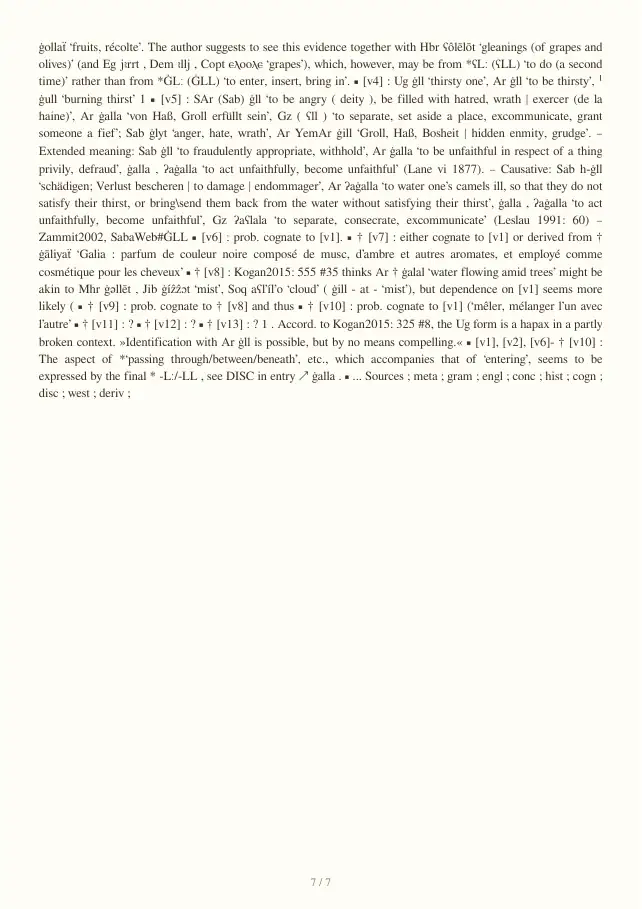 ġollaẗ ‘fruits, récolte’. The author suggests to see this evidence together with Hbr ʕôlēlōt ‘gleanings (of grapes and
olives)’ (and Eg jꜣrrt , Dem ꜣllj , Copt ⲉⲗⲟⲟⲗⲉ ‘grapes’), which, however, may be from *ʕL: (ʕLL) ‘to do (a second
time)’ rather than from *ĠL: (ĠLL) ‘to enter, insert, bring in’. ▪ [v4] : Ug ġll ‘thirsty one’, Ar ġll ‘to be thirsty’, ˡ
ġull ‘burning thirst’ 1 ▪ [v5] : SAr (Sab) ġll ‘to be angry ( deity ), be filled with hatred, wrath | exercer (de la
haine)’, Ar ġalla ‘von Haß, Groll erfüllt sein’, Gz ( ʕll ) ‘to separate, set aside a place, excommunicate, grant
someone a fief’; Sab ġlyt ‘anger, hate, wrath’, Ar YemAr ġill ‘Groll, Haß, Bosheit | hidden enmity, grudge’. –
Extended meaning: Sab ġll ‘to fraudulently appropriate, withhold’, Ar ġalla ‘to be unfaithful in respect of a thing
privily, defraud’, ġalla , ʔaġalla ‘to act unfaithfully, become unfaithful’ (Lane vi 1877). – Causative: Sab h-ġll
‘schädigen; Verlust bescheren | to damage | endommager’, Ar ʔaġalla ‘to water one’s camels ill, so that they do not
satisfy their thirst, or bring\send them back from the water without satisfying their thirst’, ġalla , ʔaġalla ‘to act
unfaithfully, become unfaithful’, Gz ʔaʕlala ‘to separate, consecrate, excommunicate’ (Leslau 1991: 60) –
Zammit2002, SabaWeb#ĠLL ▪ [v6] : prob. cognate to [v1]. ▪ † [v7] : either cognate to [v1] or derived from †
ġāliyaẗ ‘Galia : parfum de couleur noire composé de musc, d’ambre et autres aromates, et employé comme
cosmétique pour les cheveux’ ▪ † [v8] : Kogan2015: 555 #35 thinks Ar † ġalal ‘water flowing amid trees’ might be
akin to Mhr ġəllēt , Jib ġíẑẑɔt ‘mist’, Soq aʕl’il’o ‘cloud’ ( ġill - at - ‘mist’), but dependence on [v1] seems more
likely ( ▪ † [v9] : prob. cognate to † [v8] and thus ▪ † [v10] : prob. cognate to [v1] (‘mêler, mélanger l’un avec
l’autre’ ▪ † [v11] : ? ▪ † [v12] : ? ▪ † [v13] : ? 1 . Accord. to Kogan2015: 325 #8, the Ug form is a hapax in a partly
broken context. »Identification with Ar ġll is possible, but by no means compelling.« ▪ [v1], [v2], [v6]- † [v10] :
The aspect of *‘passing through/between/beneath’, etc., which accompanies that of ‘entering’, seems to be
expressed by the final * -L:/-LL , see DISC in entry ↗ ġalla . ▪ ... Sources ; meta ; gram ; engl ; conc ; hist ; cogn ;
disc ; west ; deriv ;
7 / 7